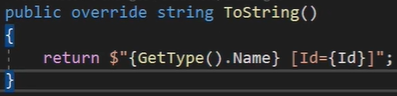 public override string ToString()
{
return $"{GetType().Name} [Id={Id}]";
}